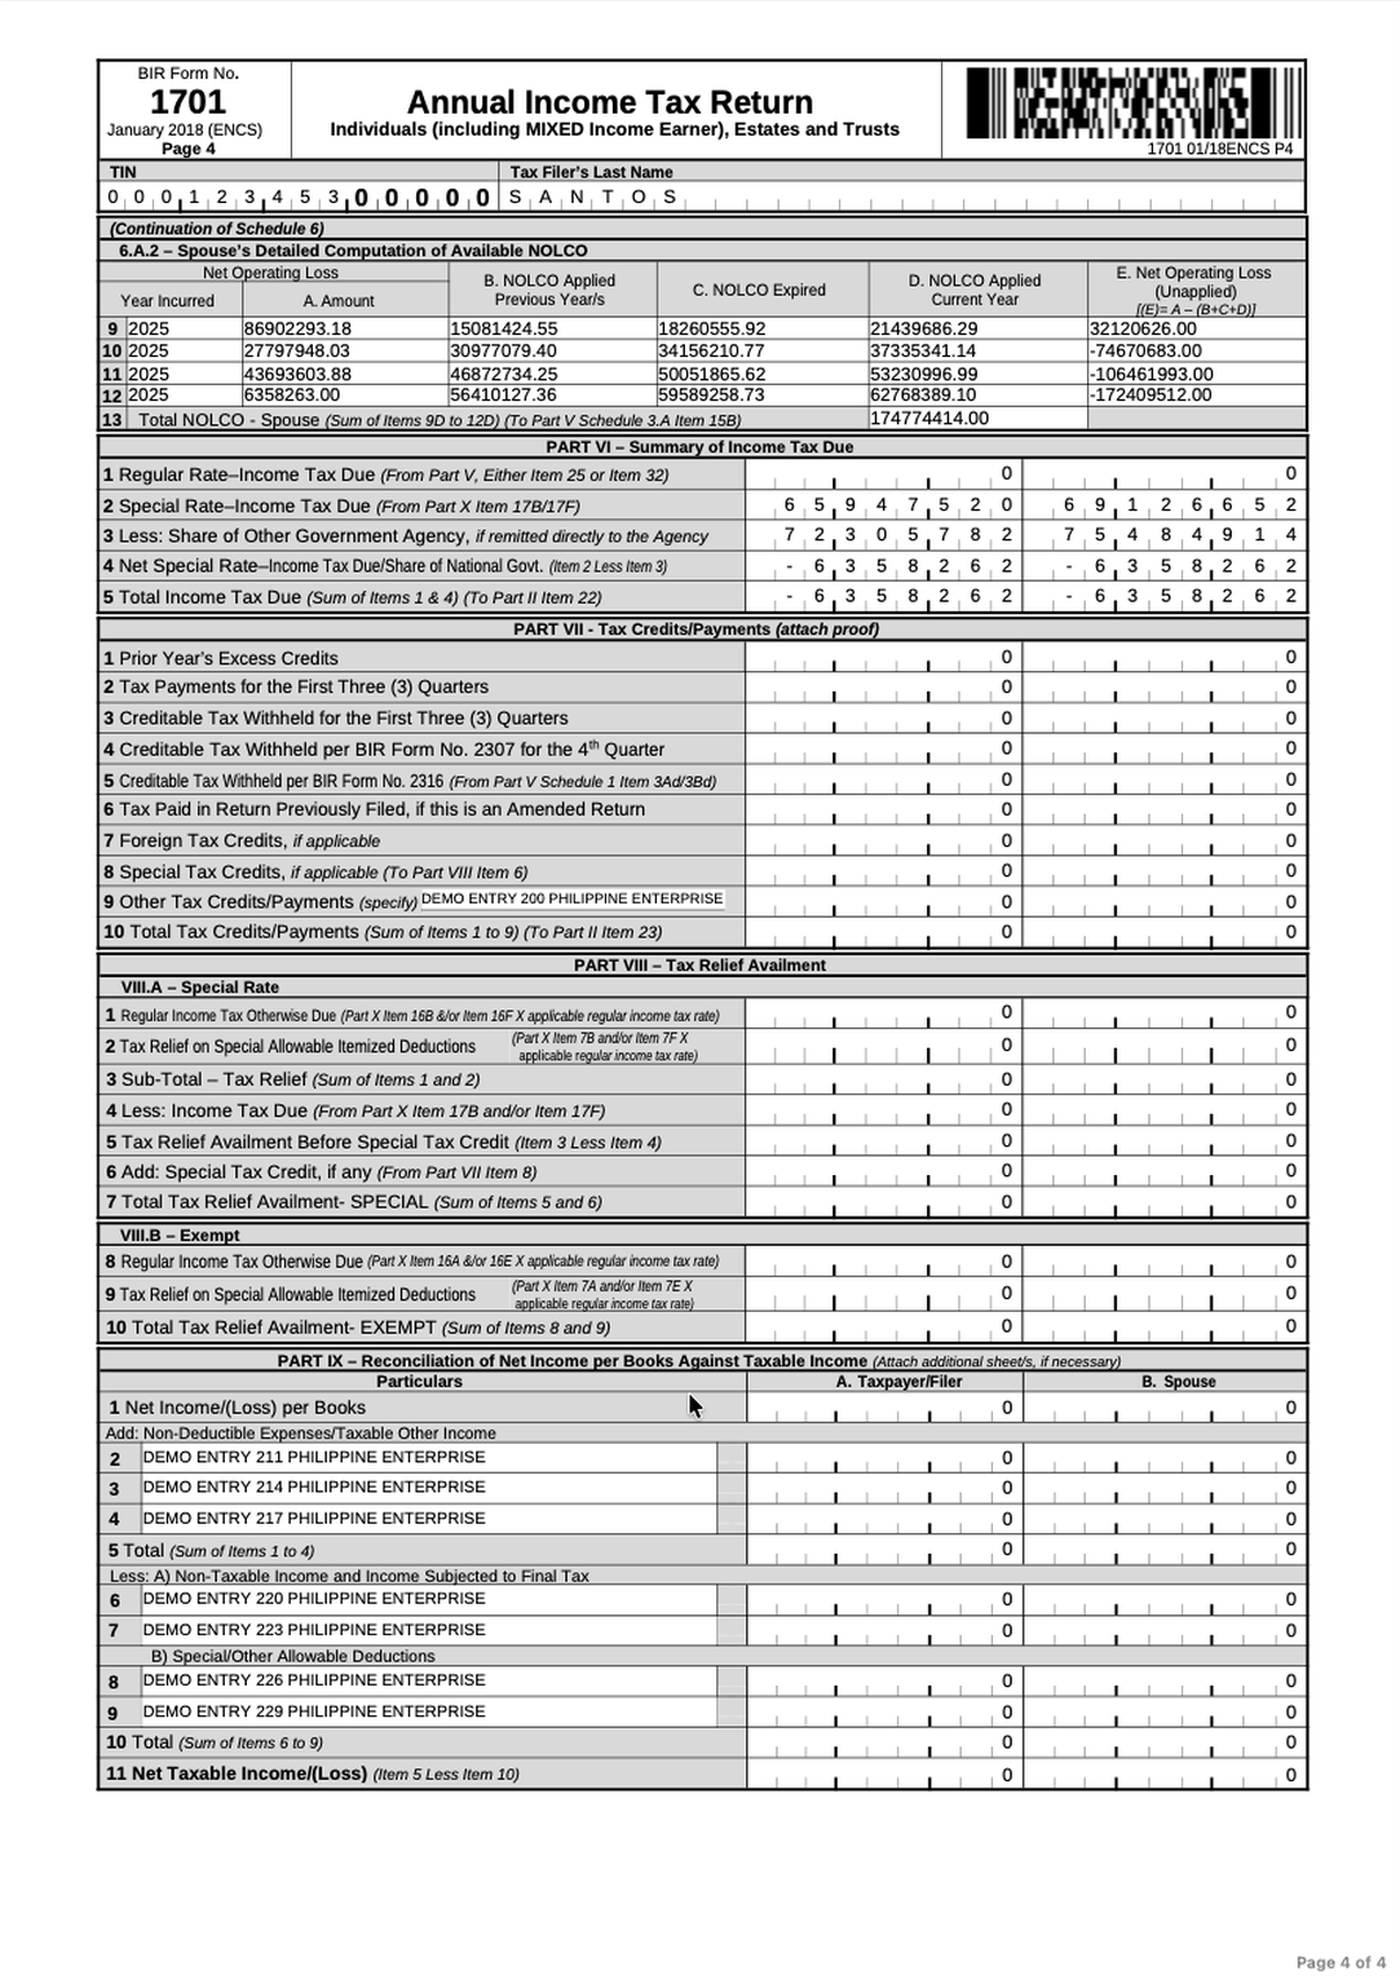 BIR Form No.
1701
January 2018 (ENCS)
Page 4
Annual Income Tax Return
Individuals (including MIXED Income Earner), Estates and Trusts
1701 01/18ENCS P4
TIN Tax Filer's Last Name
0 0 0 1 2 3 4 5 3 0 0 0 0 0 S A N T O S
(Continuation of Schedule 6)
6.A.2 – Spouse's Detailed Computation of Available NOLCO
Net Operating Loss
Year Incurred A. Amount
B. NOLCO Applied
Previous Year/s
C. NOLCO Expired
D. NOLCO Applied
Current Year
E. Net Operating Loss
(Unapplied)
[(E)= A – (B+C+D)]
9 2025 86902293.18 15081424.55 18260555.92 21439686.29 32120626.00
10 2025 27797948.03 30977079.40 34156210.77 37335341.14 -74670683.00
11 2025 43693603.88 46872734.25 50051865.62 53230996.99 -106461993.00
12 2025 6358263.00 56410127.36 59589258.73 62768389.10 -172409512.00
13 Total NOLCO - Spouse (Sum of Items 9D to 12D) (To Part V Schedule 3.A Item 15B) 174774414.00
PART VI – Summary of Income Tax Due
1 Regular Rate–Income Tax Due (From Part V, Either Item 25 or Item 32) 0 0
2 Special Rate–Income Tax Due (From Part X Item 17B/17F) 6 5 9 4 7 5 2 0 6 9 1 2 6 6 5 2
3 Less: Share of Other Government Agency, if remitted directly to the Agency 7 2 3 0 5 7 8 2 7 5 4 8 4 9 1 4
4 Net Special Rate–Income Tax Due/Share of National Govt. (Item 2 Less Item 3) - 6 3 5 8 2 6 2 - 6 3 5 8 2 6 2
5 Total Income Tax Due (Sum of Items 1 & 4) (To Part II Item 22) - 6 3 5 8 2 6 2 - 6 3 5 8 2 6 2
PART VII - Tax Credits/Payments (attach proof)
1 Prior Year's Excess Credits 0 0
2 Tax Payments for the First Three (3) Quarters 0 0
3 Creditable Tax Withheld for the First Three (3) Quarters 0 0
4 Creditable Tax Withheld per BIR Form No. 2307 for the 4th Quarter 0 0
5 Creditable Tax Withheld per BIR Form No. 2316 (From Part V Schedule 1 Item 3Ad/3Bd) 0 0
6 Tax Paid in Return Previously Filed, if this is an Amended Return 0 0
7 Foreign Tax Credits, if applicable 0 0
8 Special Tax Credits, if applicable (To Part VIII Item 6) 0 0
9 Other Tax Credits/Payments (specify) DEMO ENTRY 200 PHILIPPINE ENTERPRISE 0 0
10 Total Tax Credits/Payments (Sum of Items 1 to 9) (To Part II Item 23) 0 0
PART VIII – Tax Relief Availment
VIII.A – Special Rate
1 Regular Income Tax Otherwise Due (Part X Item 16B &/or Item 16F X applicable regular income tax rate) 0 0
2 Tax Relief on Special Allowable Itemized Deductions (Part X Item 7B and/or Item 7F X
applicable regular income tax rate) 0 0
3 Sub-Total – Tax Relief (Sum of Items 1 and 2) 0 0
4 Less: Income Tax Due (From Part X Item 17B and/or Item 17F) 0 0
5 Tax Relief Availment Before Special Tax Credit (Item 3 Less Item 4) 0 0
6 Add: Special Tax Credit, if any (From Part VII Item 8) 0 0
7 Total Tax Relief Availment- SPECIAL (Sum of Items 5 and 6) 0 0
VIII.B – Exempt
8 Regular Income Tax Otherwise Due (Part X Item 16A &/or 16E X applicable regular income tax rate) 0 0
9 Tax Relief on Special Allowable Itemized Deductions (Part X Item 7A and/or Item 7E X
applicable regular income tax rate) 0 0
10 Total Tax Relief Availment- EXEMPT (Sum of Items 8 and 9) 0 0
PART IX – Reconciliation of Net Income per Books Against Taxable Income (Attach additional sheet/s, if necessary)
Particulars A. Taxpayer/Filer B. Spouse
1 Net Income/(Loss) per Books 0 0
Add: Non-Deductible Expenses/Taxable Other Income
2 DEMO ENTRY 211 PHILIPPINE ENTERPRISE 0 0
3 DEMO ENTRY 214 PHILIPPINE ENTERPRISE 0 0
4 DEMO ENTRY 217 PHILIPPINE ENTERPRISE 0 0
5 Total (Sum of Items 1 to 4) 0 0
Less: A) Non-Taxable Income and Income Subjected to Final Tax
6 DEMO ENTRY 220 PHILIPPINE ENTERPRISE 0 0
7 DEMO ENTRY 223 PHILIPPINE ENTERPRISE 0 0
B) Special/Other Allowable Deductions
8 DEMO ENTRY 226 PHILIPPINE ENTERPRISE 0 0
9 DEMO ENTRY 229 PHILIPPINE ENTERPRISE 0 0
10 Total (Sum of Items 6 to 9) 0 0
11 Net Taxable Income/(Loss) (Item 5 Less Item 10) 0 0
Page 4 of 4